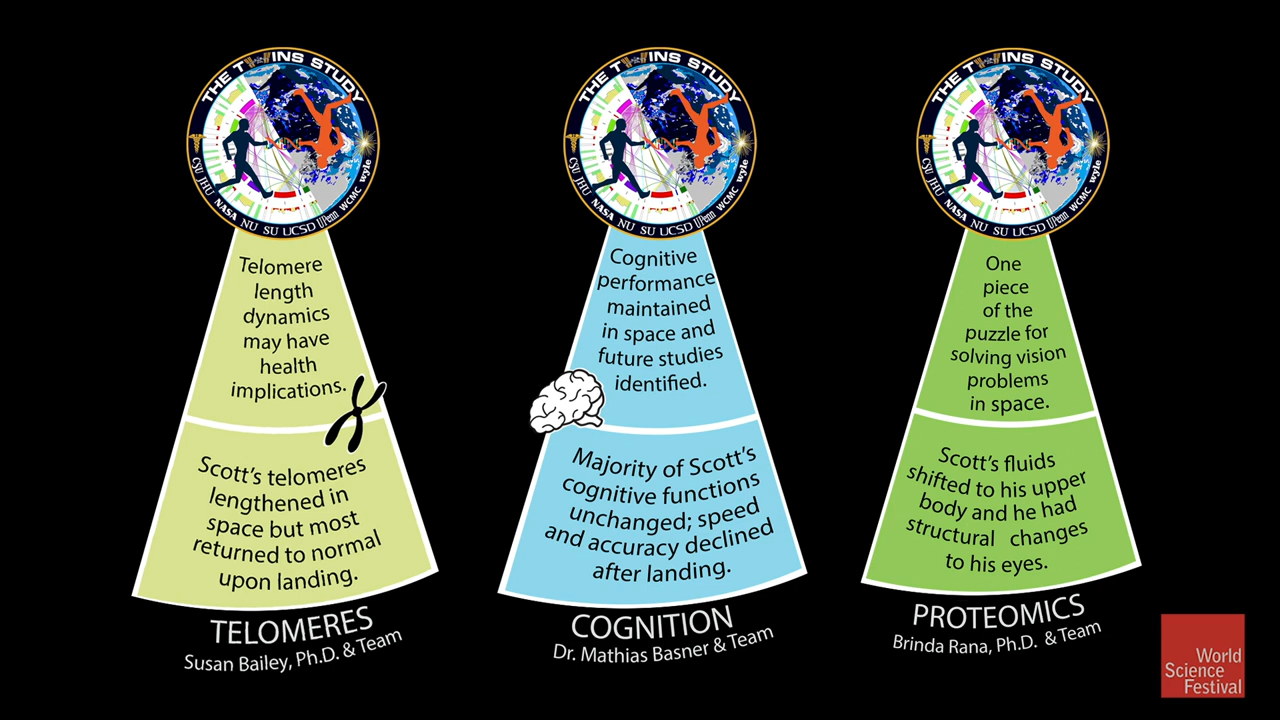 THE TWINS STUDY
CSU JHU NASA NU SU UCSD UPenn WCMC wyle
Telomere
length
dynamics
may have
health
implications.
Scott's telomeres
lengthened in
space but most
returned to normal
upon landing.
TELOMERES
Susan Bailey, Ph.D. & Team
THE TWINS STUDY
CSU JHU NASA NU SU UCSD UPenn WCMC wyle
Cognitive
performance
maintained
in space and
future studies
identified.
Majority of Scott's
cognitive functions
unchanged; speed
and accuracy declined
after landing.
COGNITION
Dr. Mathias Basner & Team
THE TWINS STUDY
CSU JHU NASA NU SU UCSD UPenn WCMC wyle
One
piece
of the
puzzle for
solving vision
problems
in space.
Scott's fluids
shifted to his upper
body and he had
structural changes
to his eyes.
PROTEOMICS
Brinda Rana, Ph.D. & Team
World
Science
Festival